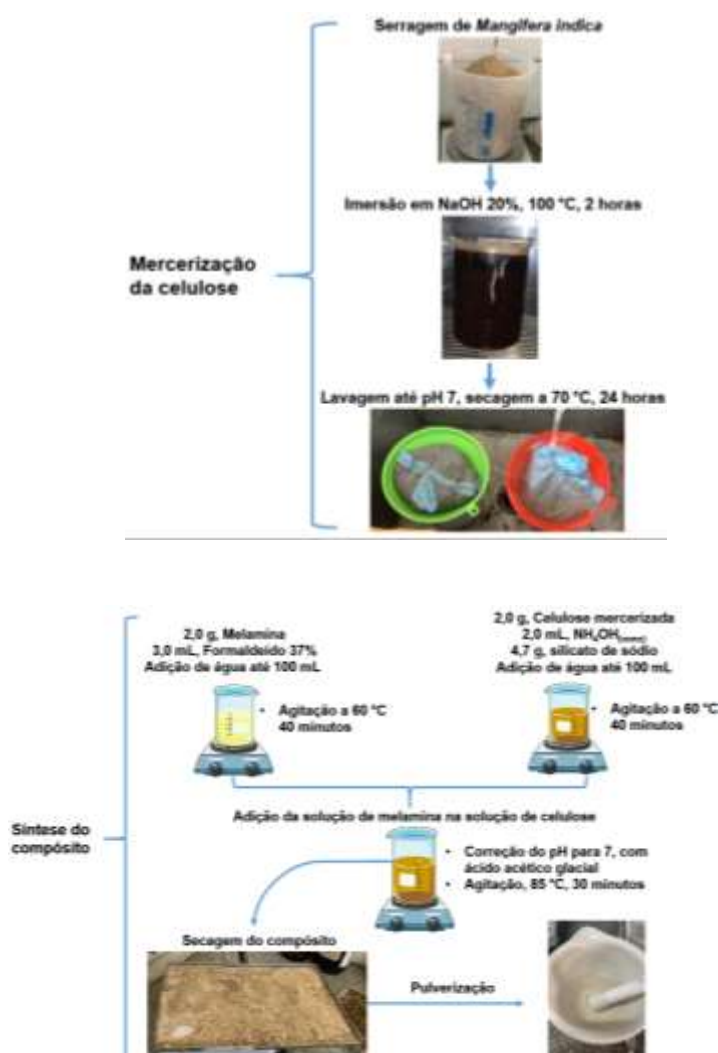 Serragem de Mangifera indica
Imersão em NaOH 20%, 100 °C, 2 horas
Mercerização
da celulose
Lavagem até pH 7, secagem a 70 °C, 24 horas
2,0 g, Melamina
3,0 mL, Formaldeído 37%
Adição de água até 100 mL
• Agitação a 60 °C
40 minutos
2,0 g, Celulose mercerizada
2,0 mL, NH₄OH
4,7 g, silicato de sódio
Adição de água até 100 mL
• Agitação a 60 °C
40 minutos
Adição da solução de melamina na solução de celulose
Síntese do
compósito
• Correção do pH para 7, com
ácido acético glacial
• Agitação, 85 °C, 30 minutos
Secagem do compósito
Pulverização